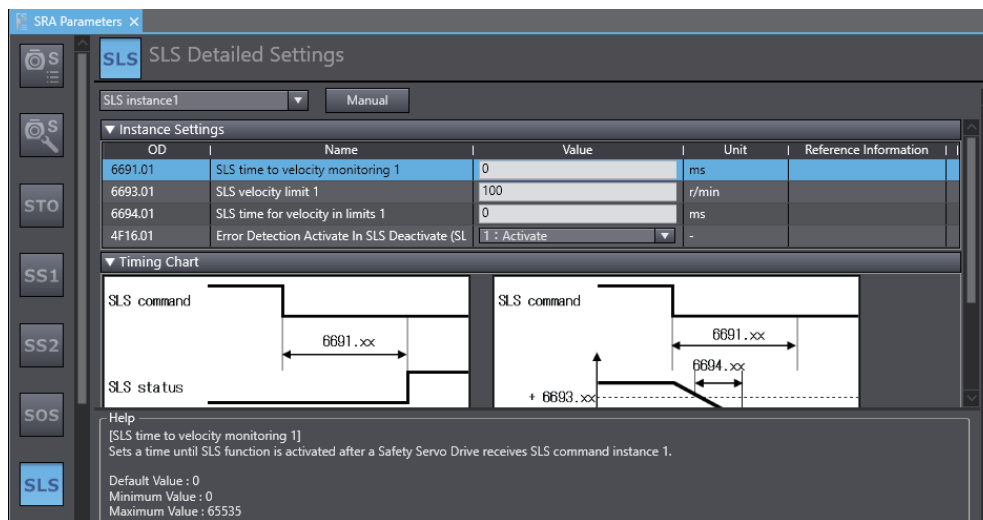 SRA Parameters ×
S
SLS SLS Detailed Settings
SLS instance1 ▼ Manual
S
▼ Instance Settings
OD Name Value Unit Reference Information
6691.01 SLS time to velocity monitoring 1 0 ms
6693.01 SLS velocity limit 1 100 r/min
6694.01 SLS time for velocity in limits 1 0 ms
4F16.01 Error Detection Activate In SLS Deactivate (SL 1 : Activate ▼ -
STO
▼ Timing Chart
SS1
SLS command
6691.xx
SLS status
SLS command
6691.xx
6694.xx
+ 6693.xx
SS2
SOS
SLS
Help
[SLS time to velocity monitoring 1]
Sets a time until SLS function is activated after a Safety Servo Drive receives SLS command instance 1.
Default Value : 0
Minimum Value : 0
Maximum Value : 65535